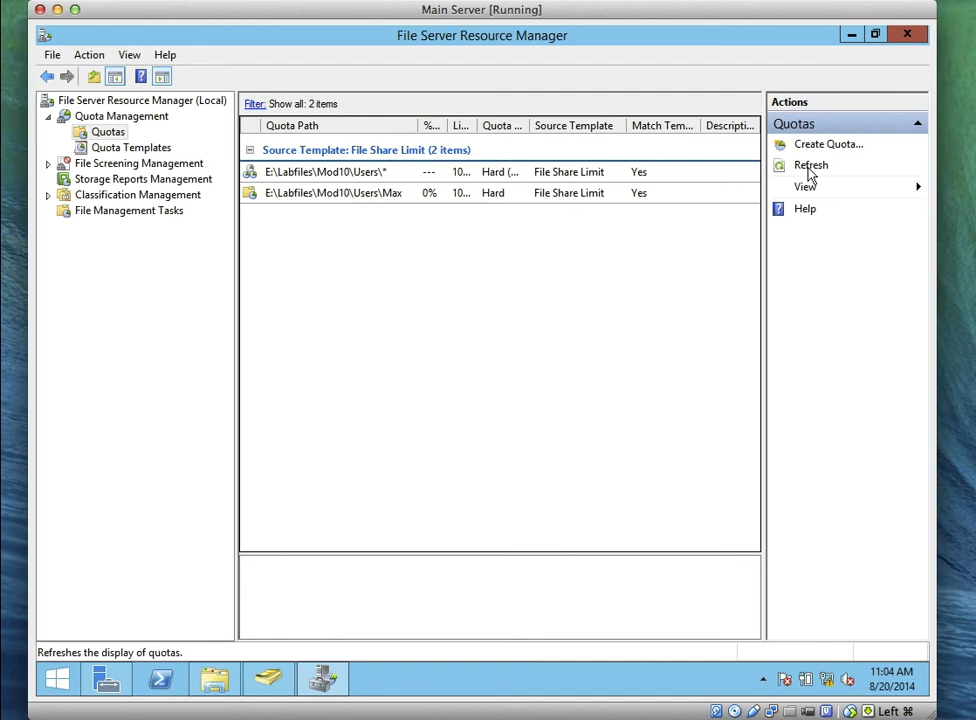 Main Server [Running]
File Server Resource Manager
File Action View Help
File Server Resource Manager (Local)
Quota Management
Quotas
Quota Templates
File Screening Management
Storage Reports Management
Classification Management
File Management Tasks
Filter: Show all: 2 items
Quota Path %... Li... Quota ... Source Template Match Tem... Descripti...
Source Template: File Share Limit (2 items)
E:\Labfiles\Mod10\Users\* --- 10... Hard (... File Share Limit Yes
E:\Labfiles\Mod10\Users\Max 0% 10... Hard File Share Limit Yes
Actions
Quotas
Create Quota...
Refresh
View
Help
Refreshes the display of quotas.
11:04 AM
8/20/2014
Left ⌘